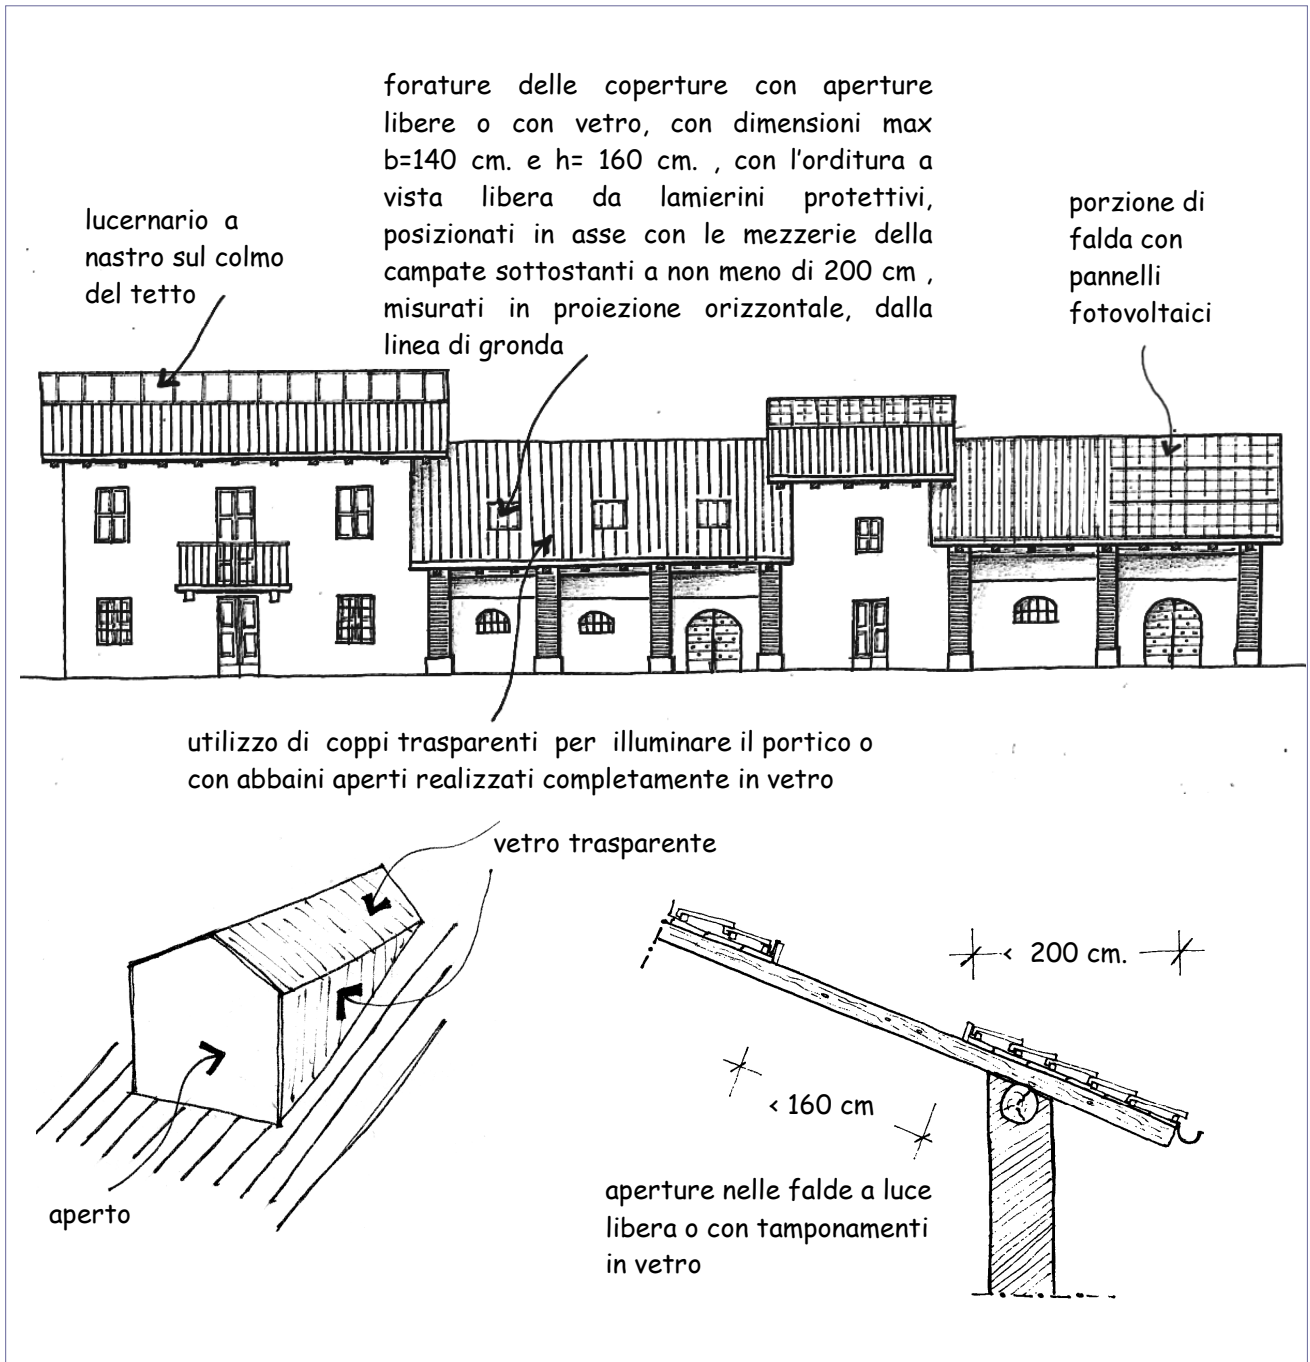 forature delle coperture con aperture
libere o con vetro, con dimensioni max
b=140 cm. e h= 160 cm. , con l'orditura a
vista libera da lamierini protettivi,
posizionati in asse con le mezzerie della
campate sottostanti a non meno di 200 cm ,
misurati in proiezione orizzontale, dalla
linea di gronda
lucernario a
nastro sul colmo
del tetto
porzione di
falda con
pannelli
fotovoltaici
utilizzo di coppi trasparenti per illuminare il portico o
con abbaini aperti realizzati completamente in vetro
vetro trasparente
< 200 cm.
< 160 cm
aperture nelle falde a luce
libera o con tamponamenti
in vetro
aperto